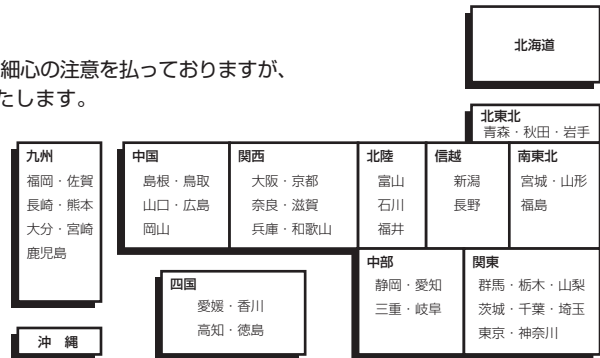 細心の注意を払っておりますが、
たします。
北海道
北東北
青森・秋田・岩手
九州
福岡・佐賀
長崎・熊本
大分・宮崎
鹿児島
中国
島根・鳥取
山口・広島
岡山
関西
大阪・京都
奈良・滋賀
兵庫・和歌山
北陸
富山
石川
福井
信越
新潟
長野
南東北
宮城・山形
福島
中部
静岡・愛知
三重・岐阜
関東
群馬・栃木・山梨
茨城・千葉・埼玉
東京・神奈川
四国
愛媛・香川
高知・徳島
沖 縄